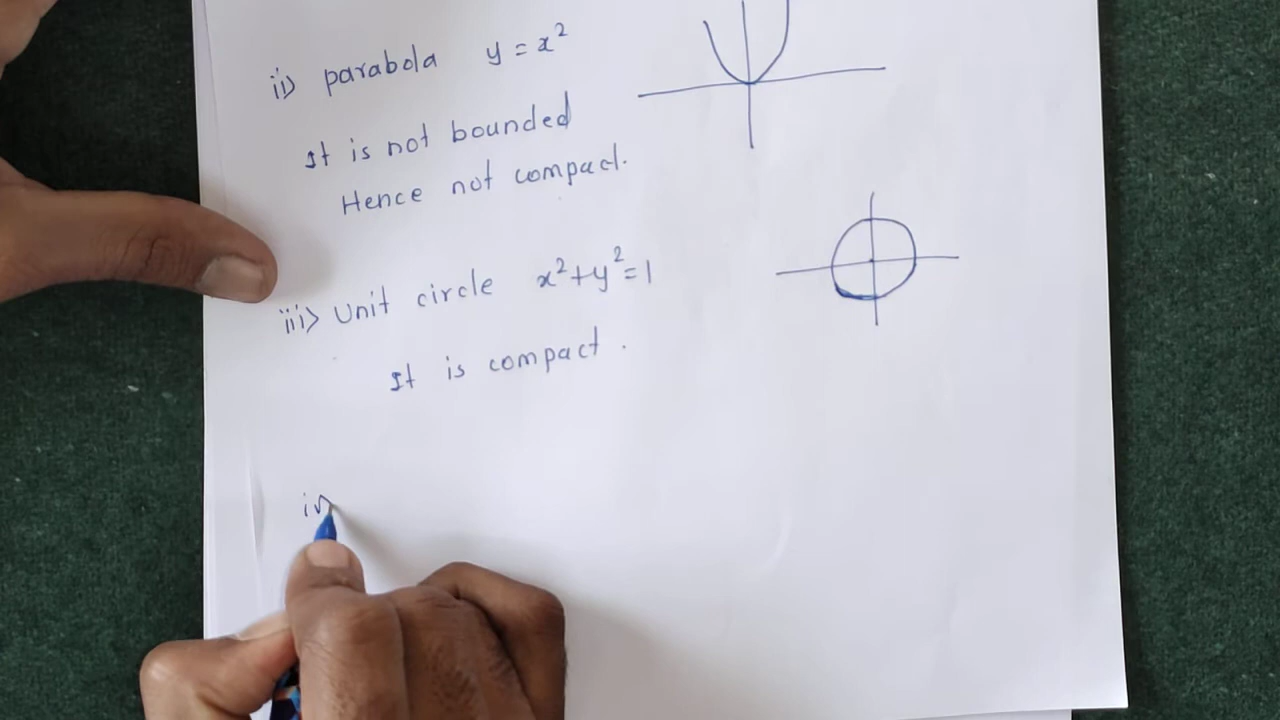 ii) parabola y = x²
It is not bounded
Hence not compact.
iii) Unit circle x²+y²=1
It is compact.
iv